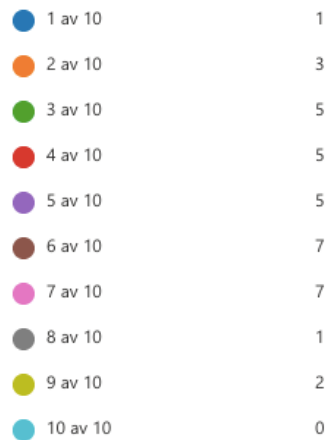 1 av 10 1
2 av 10 3
3 av 10 5
4 av 10 5
5 av 10 5
6 av 10 7
7 av 10 7
8 av 10 1
9 av 10 2
10 av 10 0